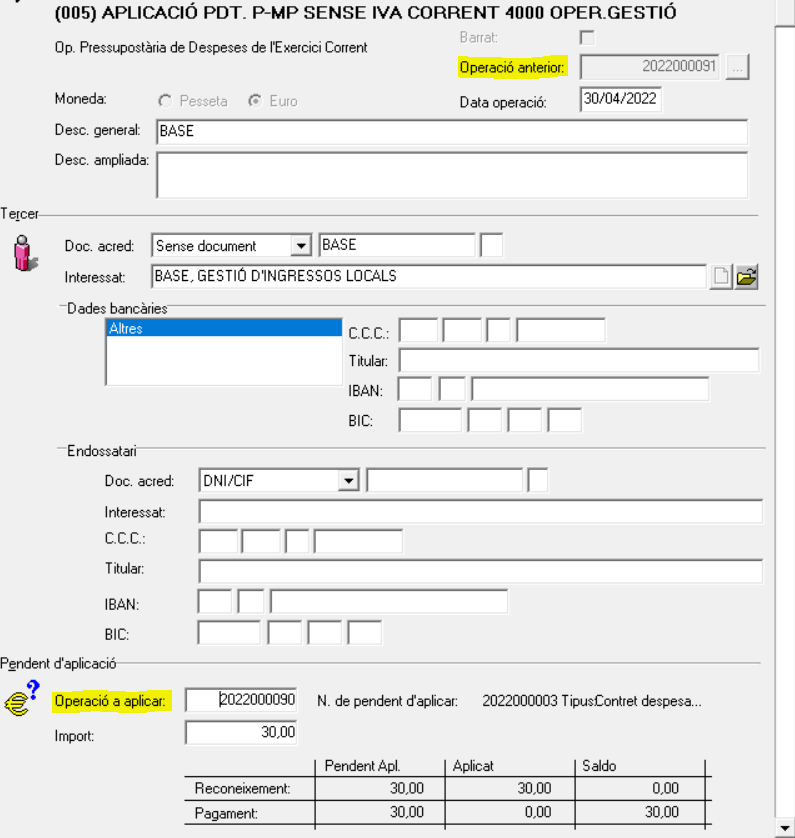 (005) APLICACIÓ PDT. P-MP SENSE IVA CORRENT 4000 OPER.GESTIÓ
Op. Pressupostària de Despeses de l'Exercici Corrent
Barrat:
Operació anterior: 2022000091 ...
Moneda: Pesseta Euro
Data operació: 30/04/2022
Desc. general: BASE
Desc. ampliada:
Tercer
Doc. acred: Sense document BASE
Interessat: BASE, GESTIÓ D'INGRESSOS LOCALS
Dades bancàries
Altres
C.C.C.:
Titular:
IBAN:
BIC:
Endossatari
Doc. acred: DNI/CIF
Interessat:
C.C.C.:
Titular:
IBAN:
BIC:
Pendent d'aplicació
Operació a aplicar: 2022000090 N. de pendent d'aplicar: 2022000003 Tipus:Contret despesa...
Import: 30,00
Pendent Apl. Aplicat Saldo
Reconeixement: 30,00 30,00 0,00
Pagament: 30,00 0,00 30,00